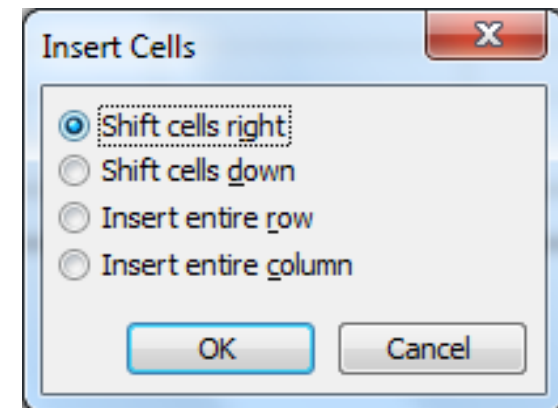 Insert Cells
Shift cells right
Shift cells down
Insert entire row
Insert entire column
OK Cancel